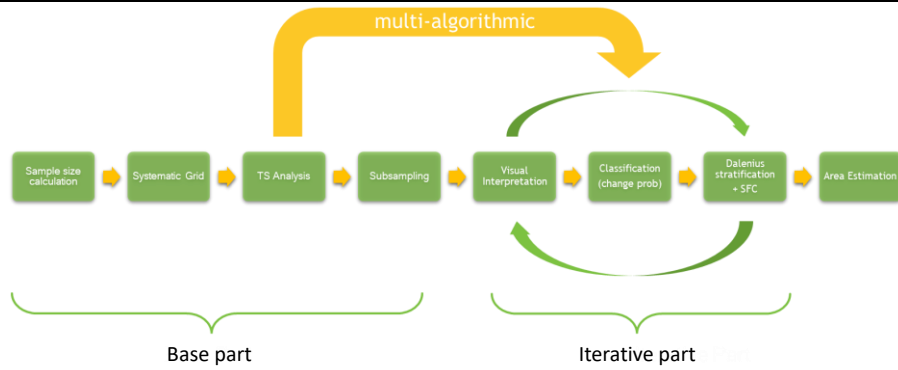 multi-algorithmic
Sample size
calculation
Systematic Grid
TS Analysis
Subsampling
Visual
Interpretation
Classification
(change prob)
Dalenius
stratification
+ SFC
Area Estimation
Base part
Iterative part